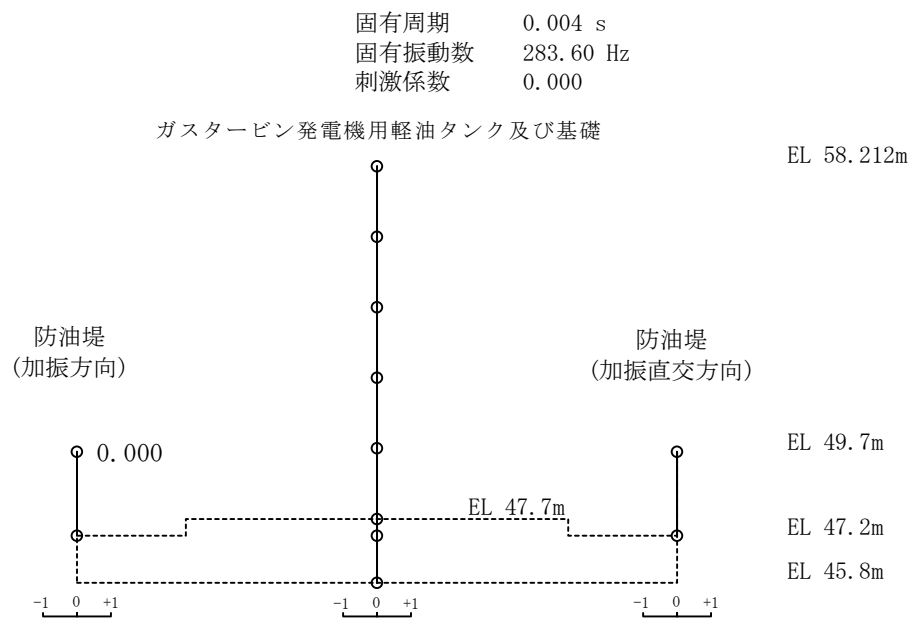 固有周期 0.004 s
固有振動数 283.60 Hz
刺激係数 0.000
ガスタービン発電機用軽油タンク及び基礎
EL 58.212m
防油堤
(加振方向)
防油堤
(加振直交方向)
0.000
EL 49.7m
EL 47.7m
EL 47.2m
EL 45.8m
-1 0 +1
-1 0 +1
-1 0 +1